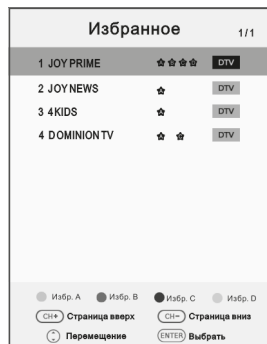 Избранное 1/1
1 JOY PRIME DTV
2 JOY NEWS DTV
3 4KIDS DTV
4 DOMINION TV DTV
Избр. A Избр. B Избр. C Избр. D
CH+ Страница вверх CH− Страница вниз
Перемещение ENTER Выбрать